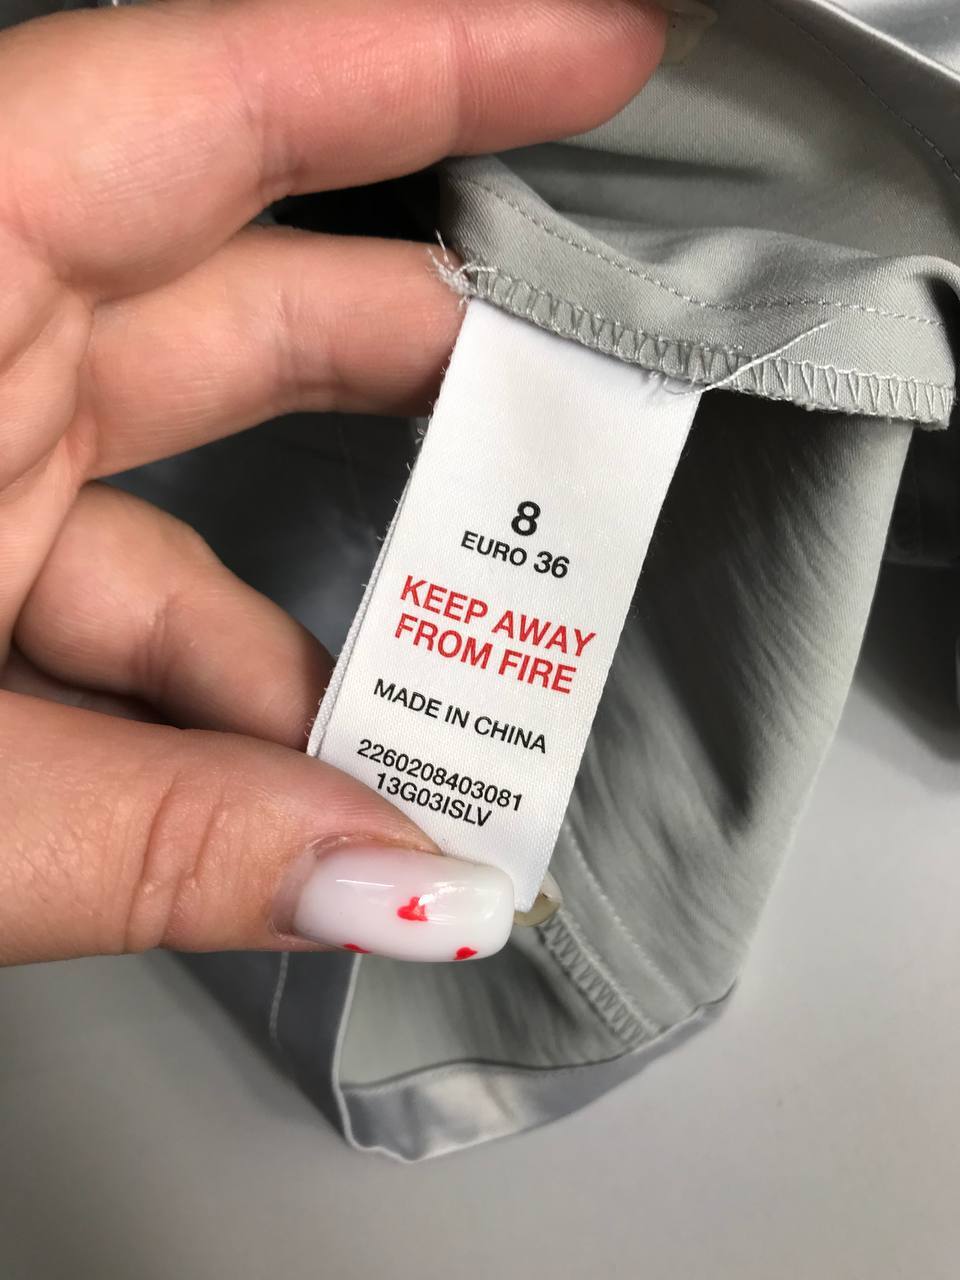 8
EURO 36
KEEP AWAY
FROM FIRE
MADE IN CHINA
2260208403081
13G03ISLV